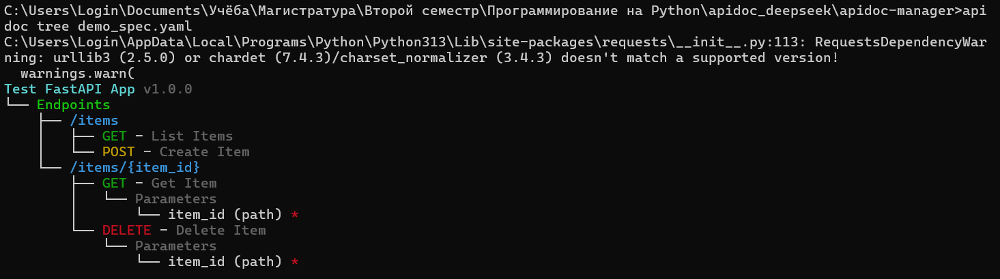 C:\Users\Login\Documents\Учёба\Магистратура\Второй семестр\Программирование на Python\apidoc_deepseek\apidoc-manager>api
doc tree demo_spec.yaml
C:\Users\Login\AppData\Local\Programs\Python\Python313\Lib\site-packages\requests\__init__.py:113: RequestsDependencyWar
ning: urllib3 (2.5.0) or chardet (7.4.3)/charset_normalizer (3.4.3) doesn't match a supported version!
  warnings.warn(
Test FastAPI App v1.0.0
└── Endpoints
    ├── /items
    │   ├── GET - List Items
    │   └── POST - Create Item
    └── /items/{item_id}
        ├── GET - Get Item
        │   └── Parameters
        │       └── item_id (path) *
        └── DELETE - Delete Item
            └── Parameters
                └── item_id (path) *